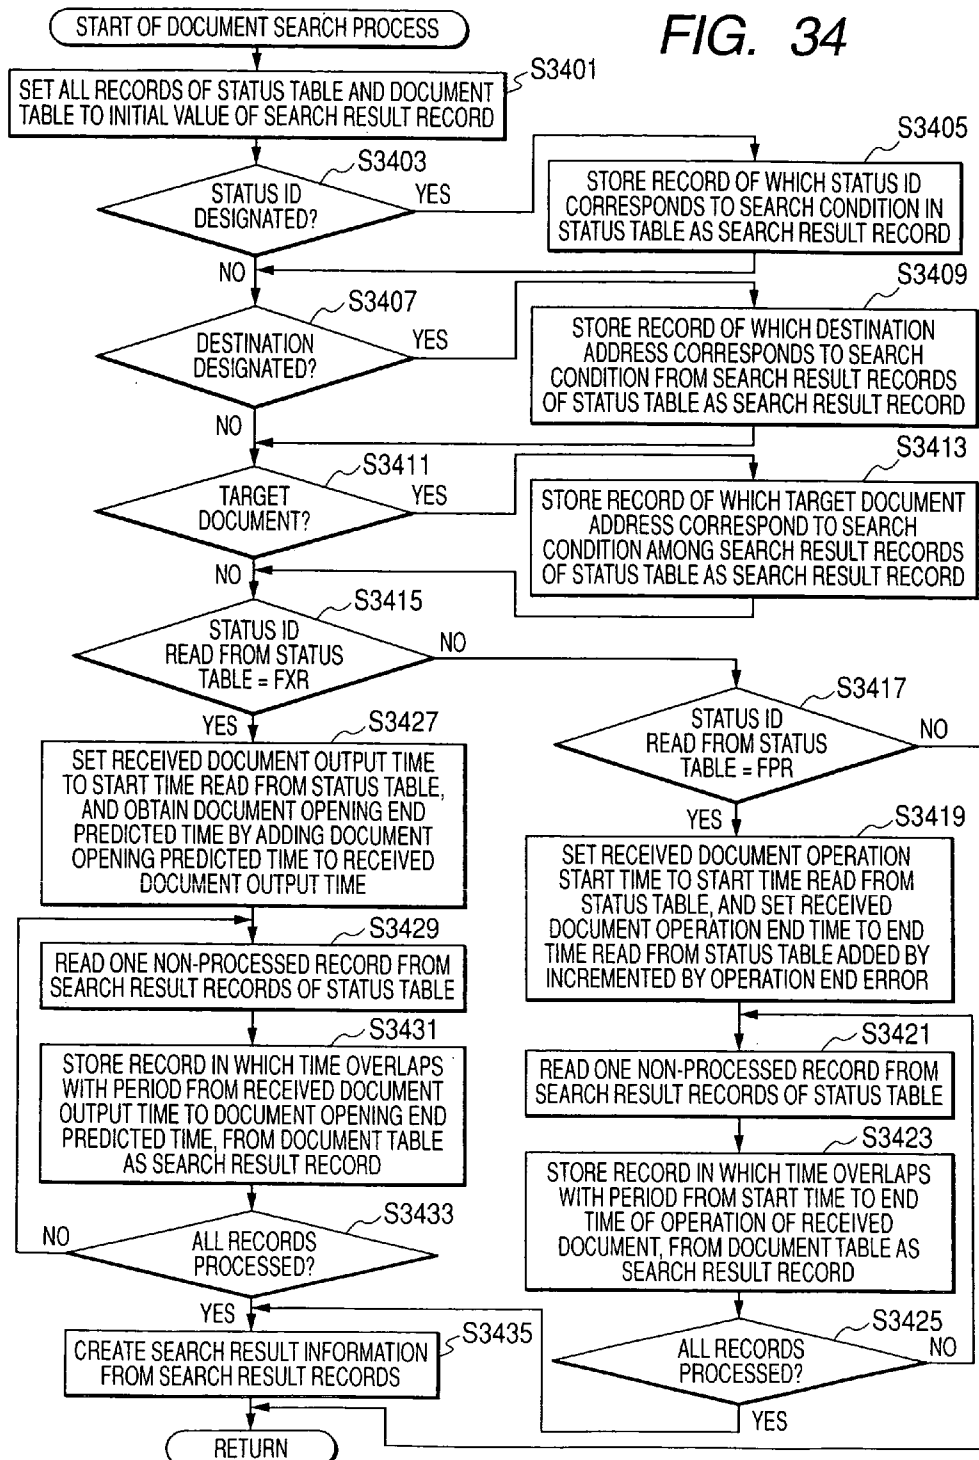 FIG. 34
START OF DOCUMENT SEARCH PROCESS
S3401
SET ALL RECORDS OF STATUS TABLE AND DOCUMENT
TABLE TO INITIAL VALUE OF SEARCH RESULT RECORD
S3403
STATUS ID
DESIGNATED?
YES
NO
S3405
STORE RECORD OF WHICH STATUS ID
CORRESPONDS TO SEARCH CONDITION IN
STATUS TABLE AS SEARCH RESULT RECORD
S3407
DESTINATION
DESIGNATED?
YES
NO
S3409
STORE RECORD OF WHICH DESTINATION
ADDRESS CORRESPONDS TO SEARCH
CONDITION FROM SEARCH RESULT RECORDS
OF STATUS TABLE AS SEARCH RESULT RECORD
S3411
TARGET
DOCUMENT?
YES
NO
S3413
STORE RECORD OF WHICH TARGET DOCUMENT
ADDRESS CORRESPOND TO SEARCH
CONDITION AMONG SEARCH RESULT RECORDS
OF STATUS TABLE AS SEARCH RESULT RECORD
S3415
STATUS ID
READ FROM STATUS
TABLE = FXR
NO
YES
S3417
STATUS ID
READ FROM STATUS
TABLE = FPR
NO
YES
S3427
SET RECEIVED DOCUMENT OUTPUT TIME
TO START TIME READ FROM STATUS TABLE,
AND OBTAIN DOCUMENT OPENING END
PREDICTED TIME BY ADDING DOCUMENT
OPENING PREDICTED TIME TO RECEIVED
DOCUMENT OUTPUT TIME
S3419
SET RECEIVED DOCUMENT OPERATION
START TIME TO START TIME READ FROM
STATUS TABLE, AND SET RECEIVED
DOCUMENT OPERATION END TIME TO END
TIME READ FROM STATUS TABLE ADDED BY
INCREMENTED BY OPERATION END ERROR
S3429
READ ONE NON-PROCESSED RECORD FROM
SEARCH RESULT RECORDS OF STATUS TABLE
S3421
READ ONE NON-PROCESSED RECORD FROM
SEARCH RESULT RECORDS OF STATUS TABLE
S3431
STORE RECORD IN WHICH TIME OVERLAPS
WITH PERIOD FROM RECEIVED DOCUMENT
OUTPUT TIME TO DOCUMENT OPENING END
PREDICTED TIME, FROM DOCUMENT TABLE
AS SEARCH RESULT RECORD
S3423
STORE RECORD IN WHICH TIME OVERLAPS
WITH PERIOD FROM START TIME TO END
TIME OF OPERATION OF RECEIVED
DOCUMENT, FROM DOCUMENT TABLE AS
SEARCH RESULT RECORD
S3433
ALL RECORDS
PROCESSED?
NO
YES
S3425
ALL RECORDS
PROCESSED?
NO
YES
S3435
CREATE SEARCH RESULT INFORMATION
FROM SEARCH RESULT RECORDS
RETURN